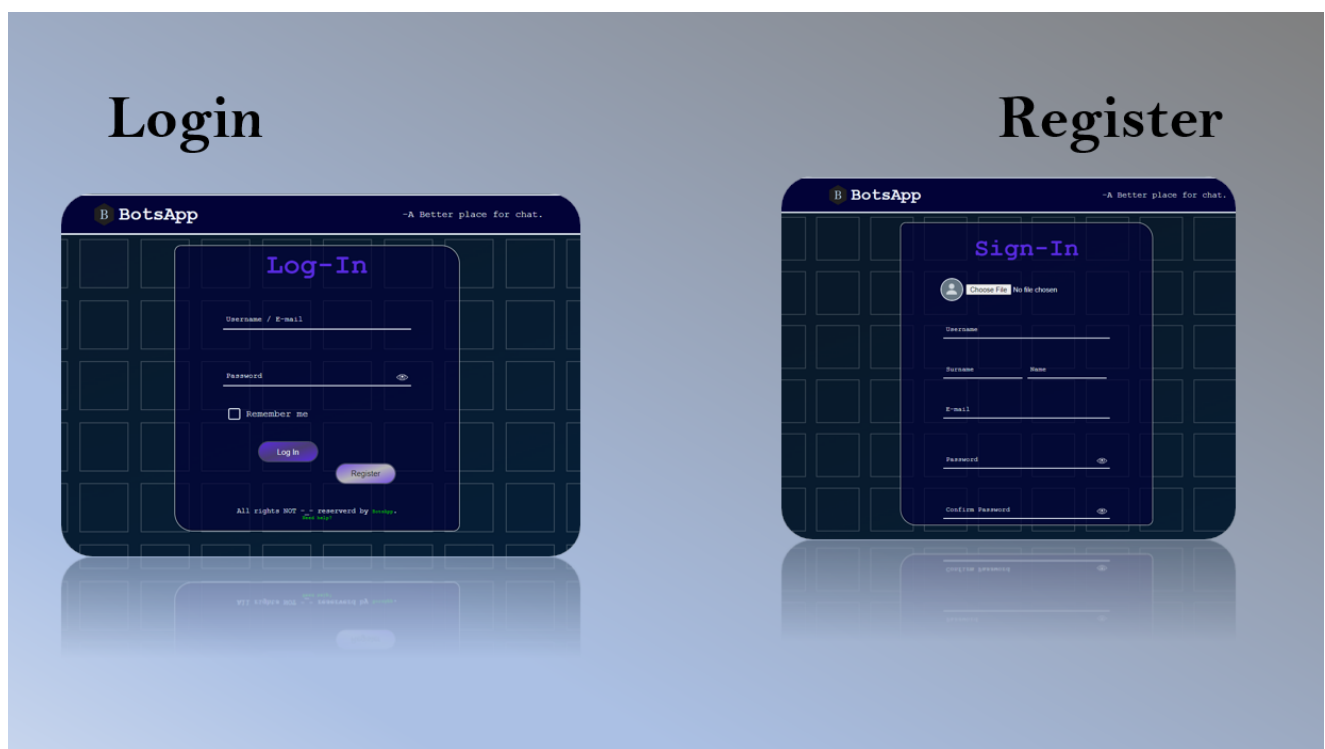 Login
B BotsApp
-A Better place for chat.
Log-In
Username / E-mail
Password
Remember me
Log In
Register
All rights NOT -_- reserverd by BotsApp.
Need help?
Register
B BotsApp
-A Better place for chat.
Sign-In
Choose File No file chosen
Username
Surname Name
E-mail
Password
Confirm Password